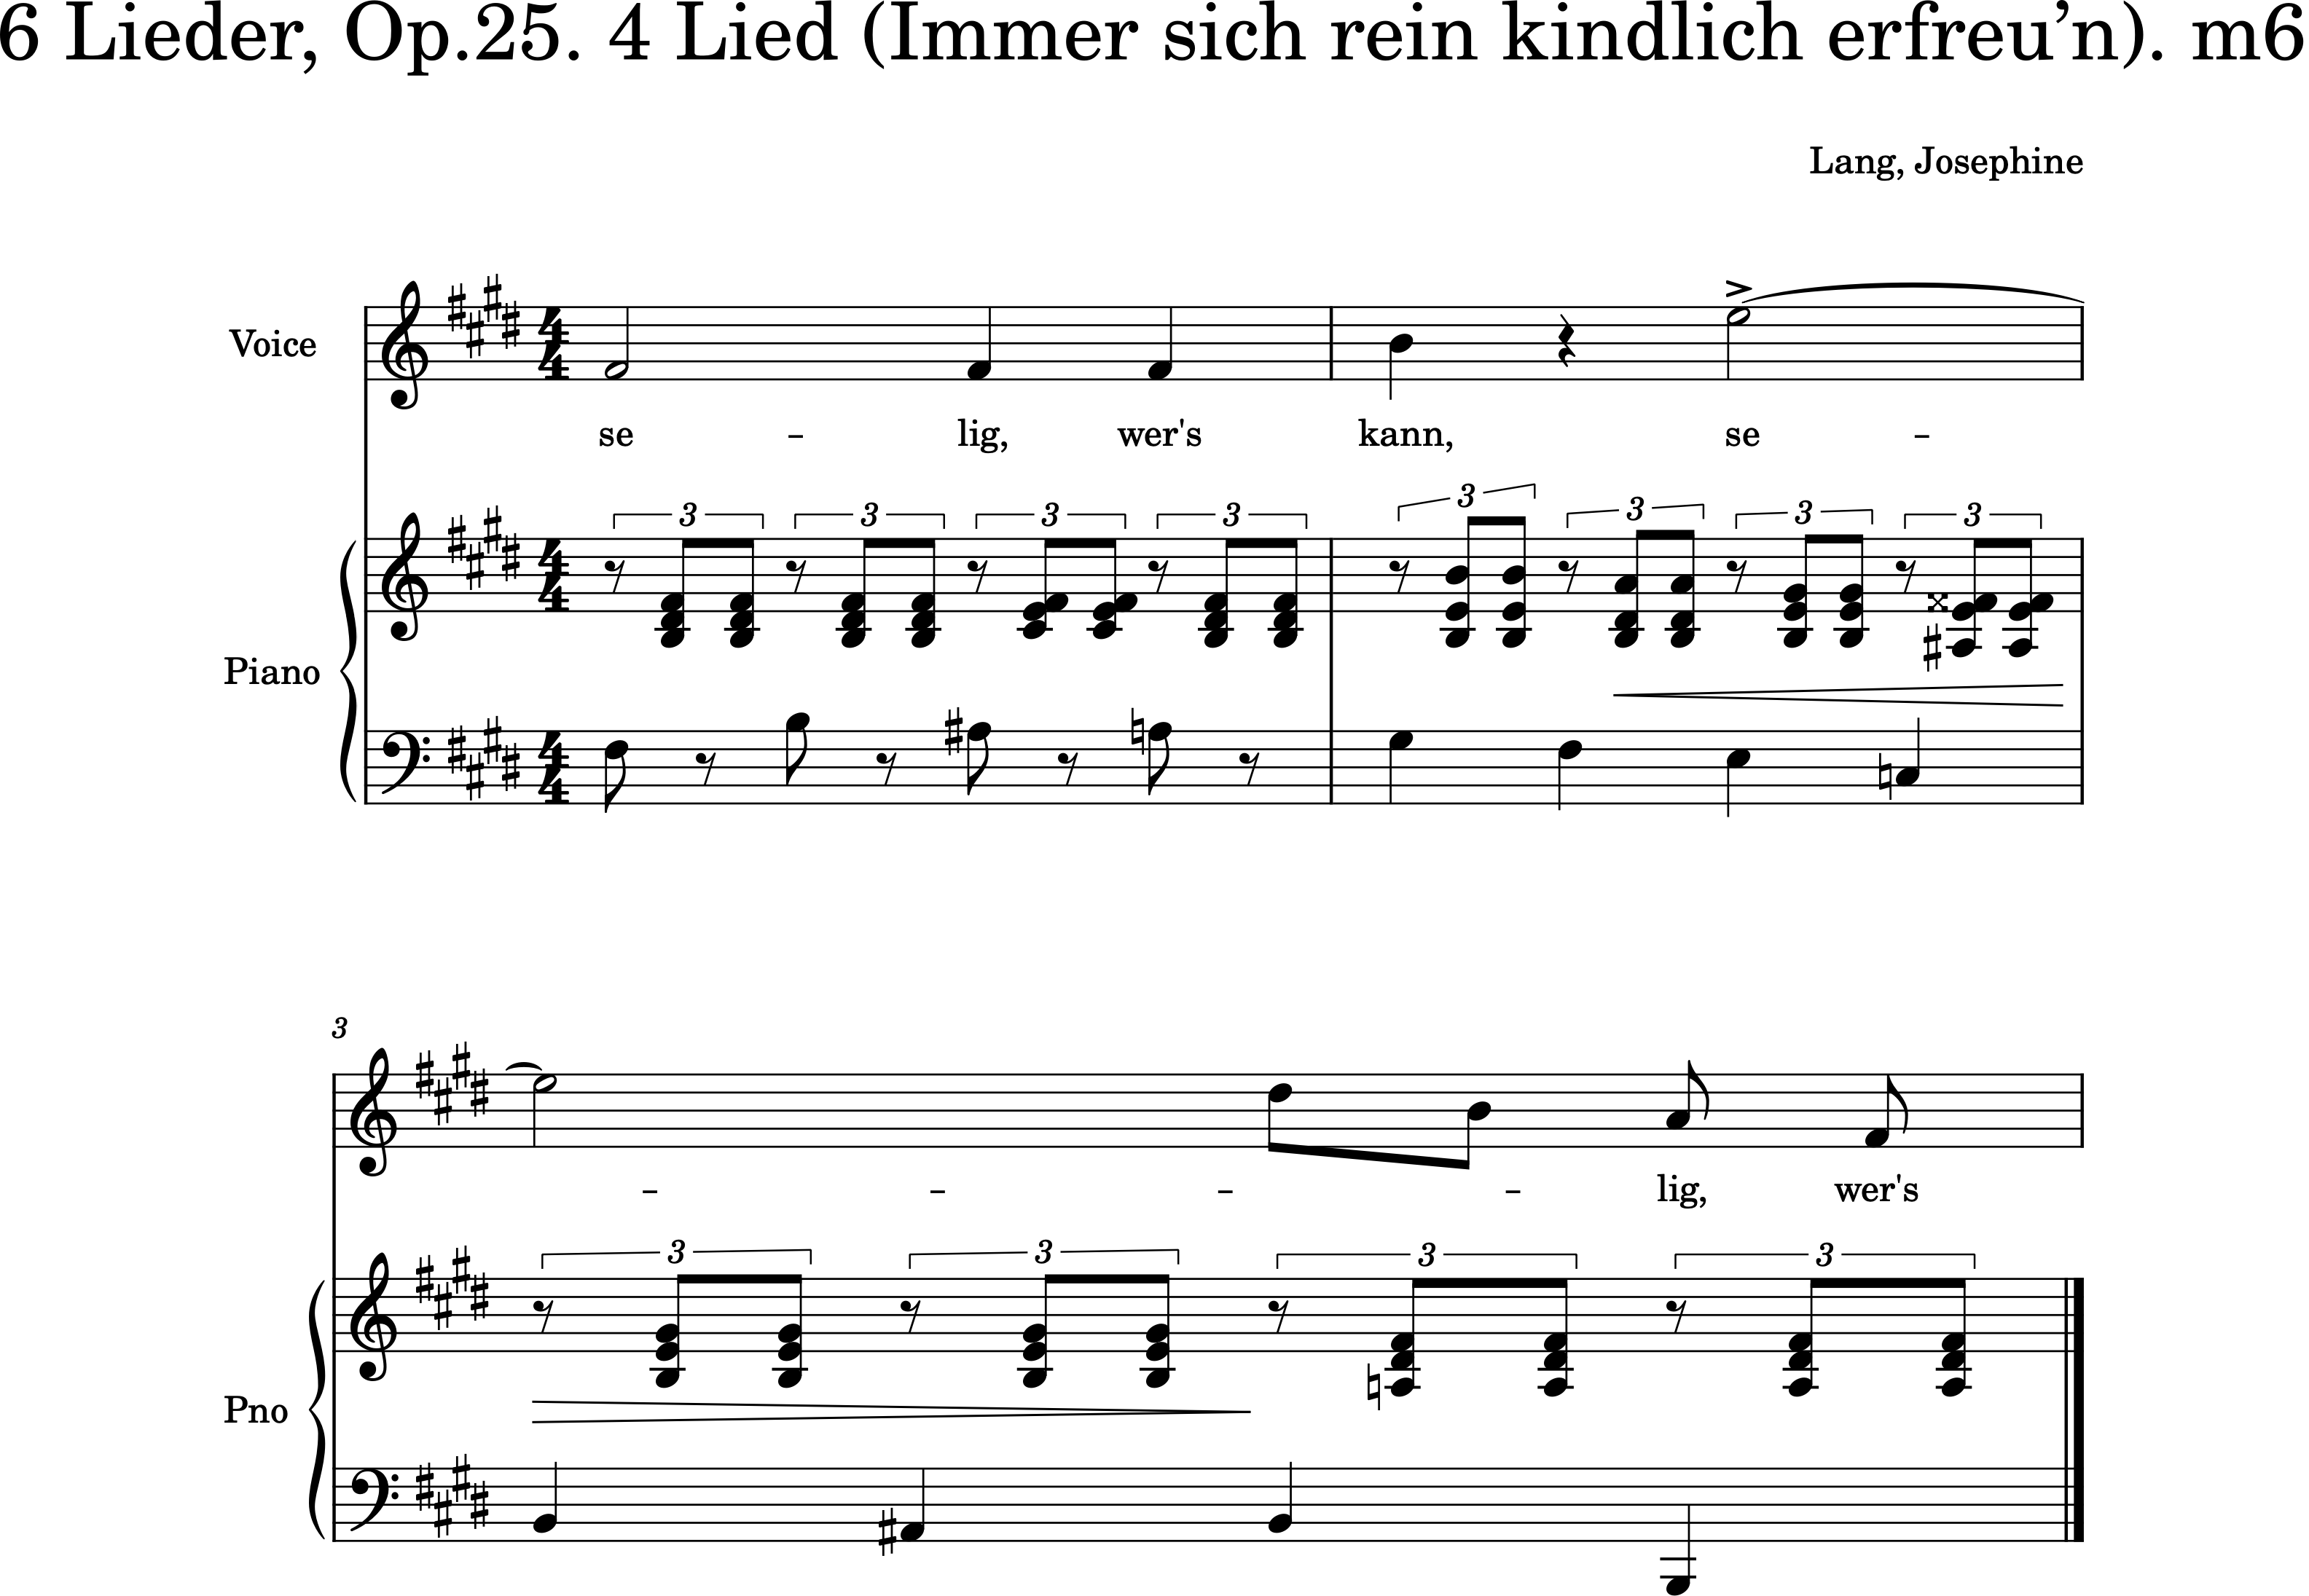 6 Lieder, Op.25. 4 Lied (Immer sich rein kindlich erfreu’n). m6
Lang, Josephine
Voice
se – lig, wer's kann, se –
3 3 3 3 3 3 3 3
Piano
3
– – – – lig, wer's
3 3 3 3
Pno